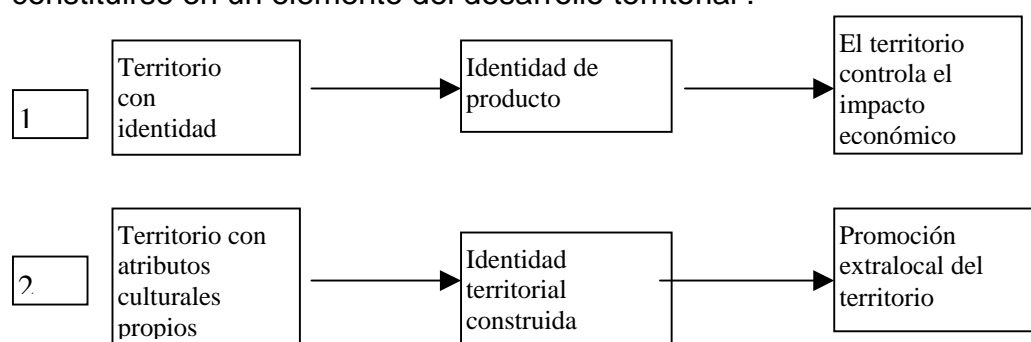 constituirse en un elemento del desarrollo territorial .
1
Territorio
con
identidad
Identidad de
producto
El territorio
controla el
impacto
económico
2.
Territorio con
atributos
culturales
propios
Identidad
territorial
construida
Promoción
extralocal del
territorio